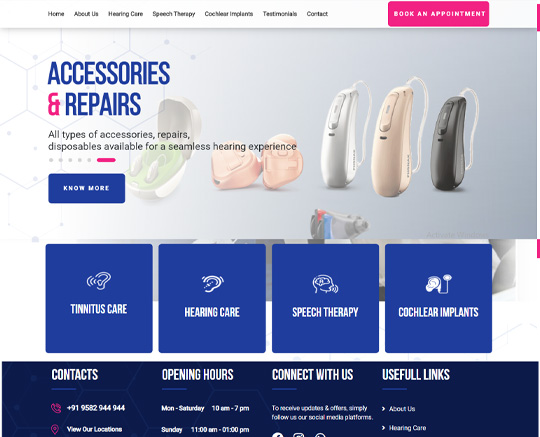 Home About Us Hearing Care Speech Therapy Cochlear Implants Testimonials Contact
BOOK AN APPOINTMENT
ACCESSORIES
& REPAIRS
All types of accessories, repairs,
disposables available for a seamless hearing experience
KNOW MORE
TINNITUS CARE
HEARING CARE
SPEECH THERAPY
COCHLEAR IMPLANTS
CONTACTS
+91 9582 944 944
View Our Locations
OPENING HOURS
Mon - Saturday 10 am - 7 pm
Sunday 11:00 am - 01:00 pm
CONNECT WITH US
To receive updates & offers, simply
follow us our social media platforms.
USEFULL LINKS
About Us
Hearing Care